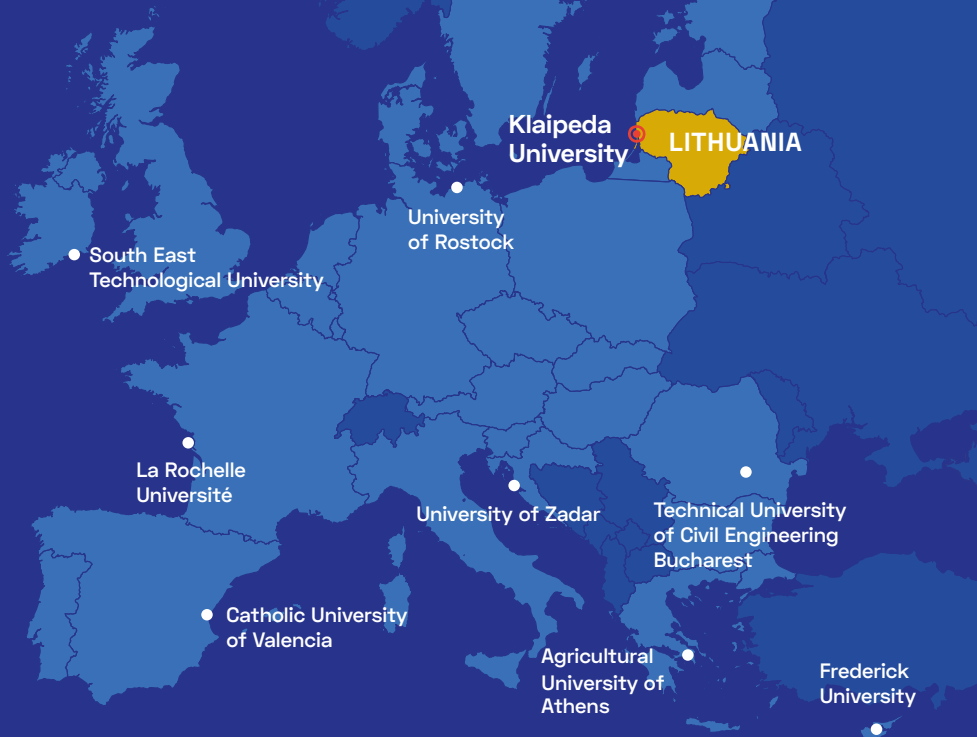 Klaipeda
University
LITHUANIA
University
of Rostock
South East
Technological University
La Rochelle
Université
University of Zadar
Technical University
of Civil Engineering
Bucharest
Catholic University
of Valencia
Agricultural
University of
Athens
Frederick
University